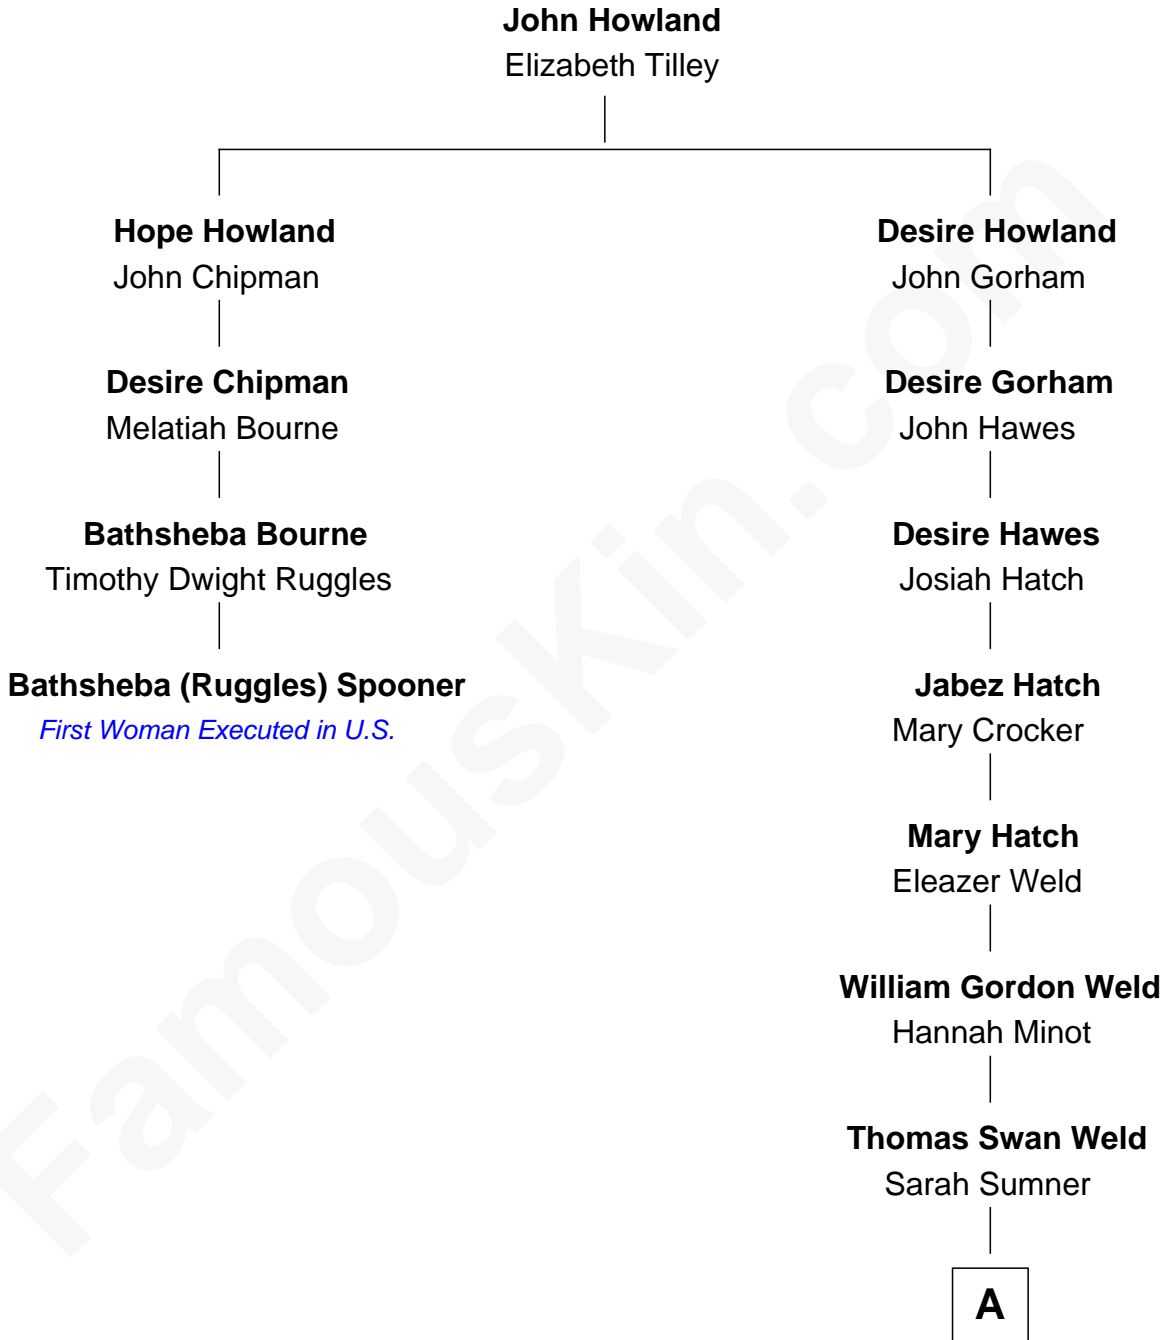 John Howland
Elizabeth Tilley
Hope Howland
John Chipman
Desire Howland
John Gorham
Desire Chipman
Melatiah Bourne
Desire Gorham
John Hawes
Bathsheba Bourne
Timothy Dwight Ruggles
Desire Hawes
Josiah Hatch
Bathsheba (Ruggles) Spooner
First Woman Executed in U.S.
Jabez Hatch
Mary Crocker
Mary Hatch
Eleazer Weld
William Gordon Weld
Hannah Minot
Thomas Swan Weld
Sarah Sumner
A
FamousKin.com